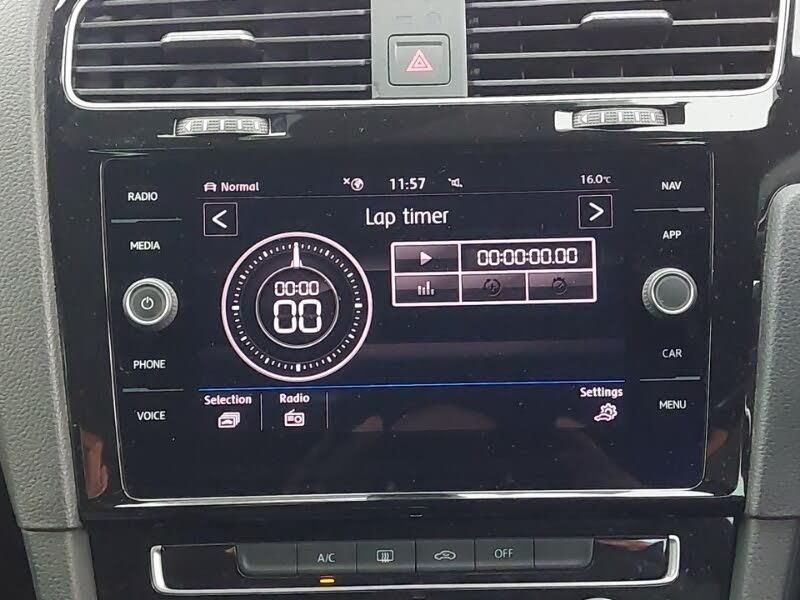 Normal 11:57 16.0°C
RADIO
MEDIA
PHONE
VOICE
Lap timer
00:00
00
00:00:00.00
Selection Radio Settings
NAV
APP
CAR
MENU
A/C OFF